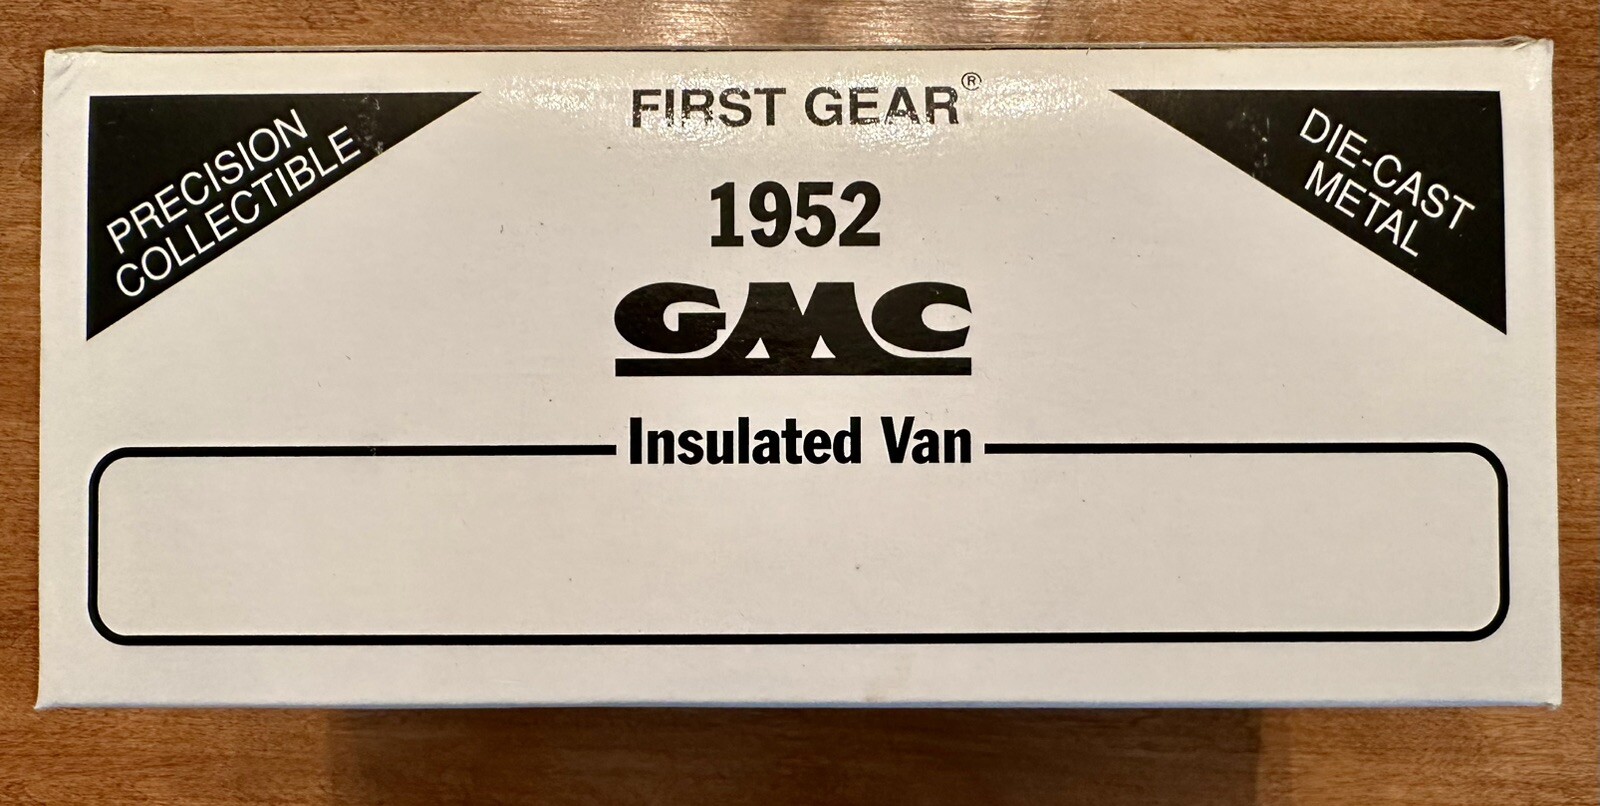 FIRST GEAR®
PRECISION
COLLECTIBLE
DIE-CAST
METAL
1952
GMC
Insulated Van